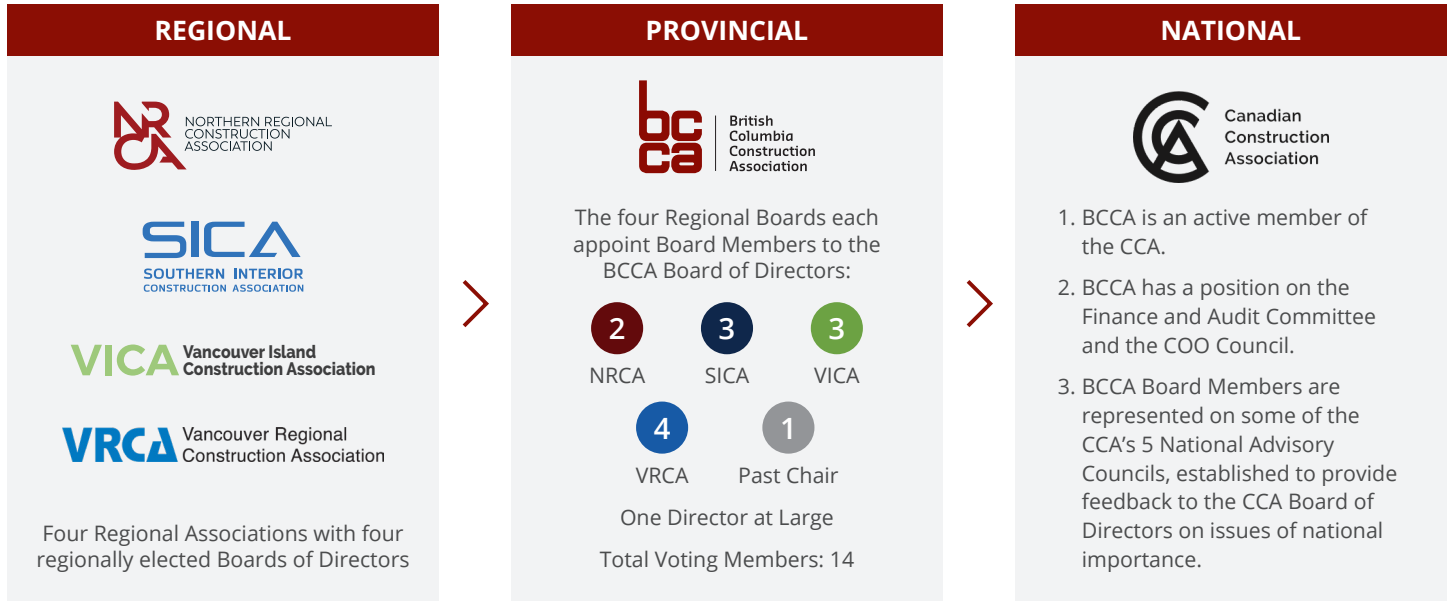 REGIONAL
NRCA
NORTHERN REGIONAL
CONSTRUCTION
ASSOCIATION
SICA
SOUTHERN INTERIOR
CONSTRUCTION ASSOCIATION
VICA Vancouver Island
Construction Association
VRCA Vancouver Regional
Construction Association
Four Regional Associations with four
regionally elected Boards of Directors
PROVINCIAL
bc
ca
British
Columbia
Construction
Association
The four Regional Boards each
appoint Board Members to the
BCCA Board of Directors:
2 3 3
NRCA SICA VICA
4 1
VRCA Past Chair
One Director at Large
Total Voting Members: 14
NATIONAL
CCA
Canadian
Construction
Association
1. BCCA is an active member of
the CCA.
2. BCCA has a position on the
Finance and Audit Committee
and the COO Council.
3. BCCA Board Members are
represented on some of the
CCA’s 5 National Advisory
Councils, established to provide
feedback to the CCA Board of
Directors on issues of national
importance.